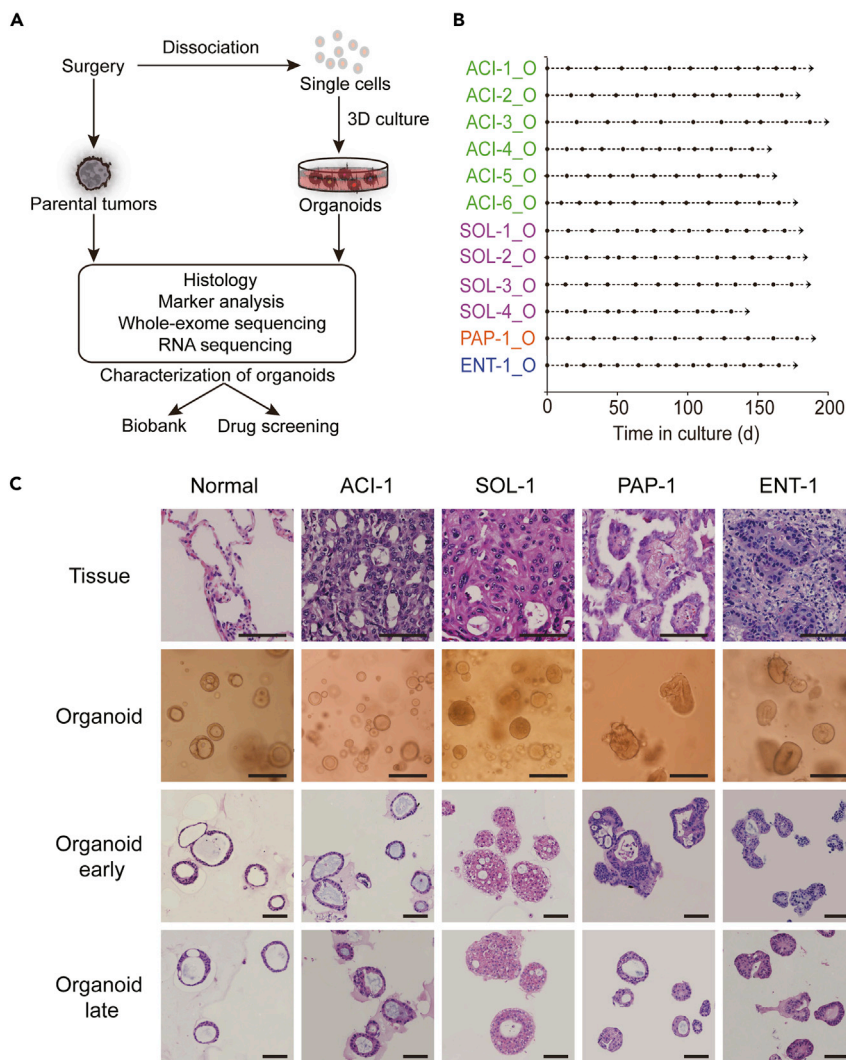 A
Surgery
Dissociation
Single cells
3D culture
Parental tumors
Organoids
Histology
Marker analysis
Whole-exome sequencing
RNA sequencing
Characterization of organoids
Biobank
Drug screening
B
ACI-1_O
ACI-2_O
ACI-3_O
ACI-4_O
ACI-5_O
ACI-6_O
SOL-1_O
SOL-2_O
SOL-3_O
SOL-4_O
PAP-1_O
ENT-1_O
0 50 100 150 200
Time in culture (d)
C
Normal ACI-1 SOL-1 PAP-1 ENT-1
Tissue
Organoid
Organoid
early
Organoid
late